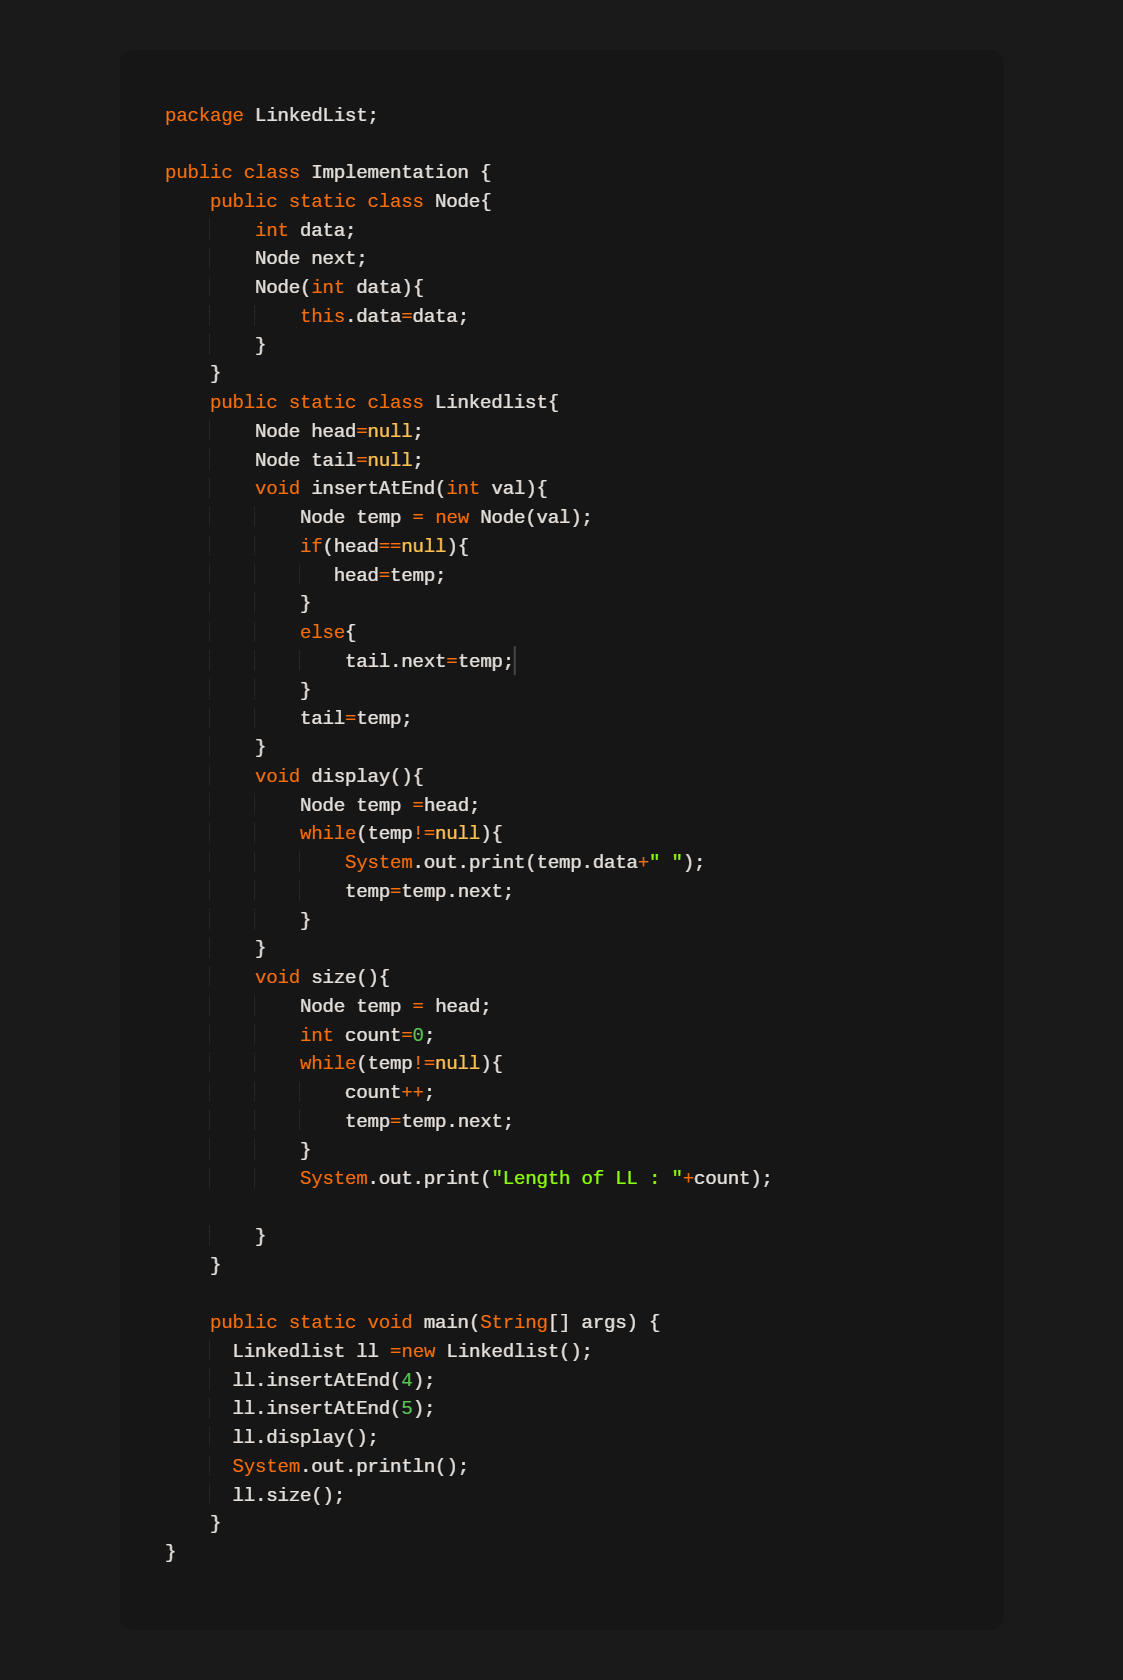 package LinkedList;

public class Implementation {
    public static class Node{
        int data;
        Node next;
        Node(int data){
            this.data=data;
        }
    }
    public static class Linkedlist{
        Node head=null;
        Node tail=null;
        void insertAtEnd(int val){
            Node temp = new Node(val);
            if(head==null){
               head=temp;
            }
            else{
                tail.next=temp;
            }
            tail=temp;
        }
        void display(){
            Node temp =head;
            while(temp!=null){
                System.out.print(temp.data+" ");
                temp=temp.next;
            }
        }
        void size(){
            Node temp = head;
            int count=0;
            while(temp!=null){
                count++;
                temp=temp.next;
            }
            System.out.print("Length of LL : "+count);

        }
    }

    public static void main(String[] args) {
      Linkedlist ll =new Linkedlist();
      ll.insertAtEnd(4);
      ll.insertAtEnd(5);
      ll.display();
      System.out.println();
      ll.size();
    }
}